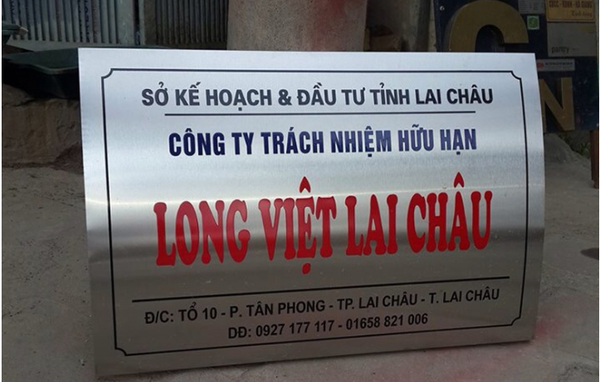 SỞ KẾ HOẠCH & ĐẦU TƯ TỈNH LAI CHÂU
CÔNG TY TRÁCH NHIỆM HỮU HẠN
LONG VIỆT LAI CHÂU
Đ/C: TỔ 10 - P. TÂN PHONG - TP. LAI CHÂU - T. LAI CHÂU
DĐ: 0927 177 117 - 01658 821 006